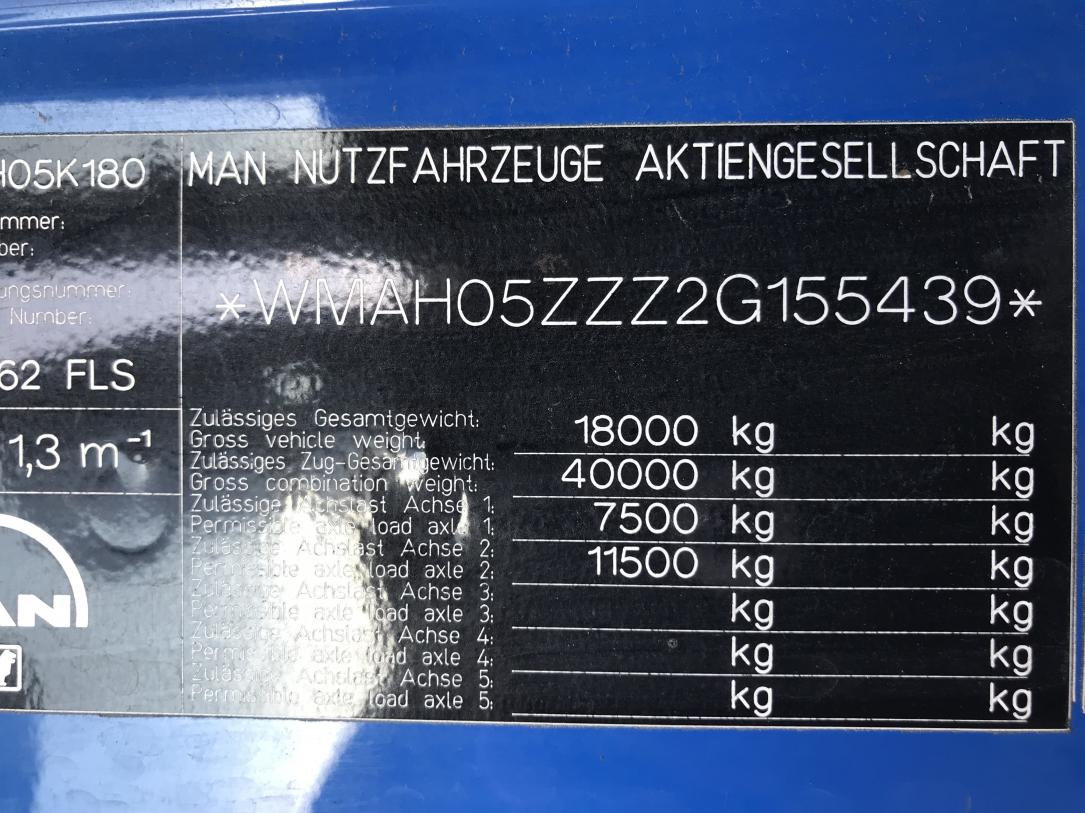 H05K180
mmer:
ber:
ungsnummer:
Number:
62 FLS
1,3 m⁻¹
AN
MAN NUTZFAHRZEUGE AKTIENGESELLSCHAFT
*WMAH05ZZZ2G155439*
Zulässiges Gesamtgewicht:
Gross vehicle weight: 18000 kg kg
Zulässiges Zug-Gesamtgewicht:
Gross combination weight: 40000 kg kg
Zulässige Achslast Achse 1:
Permissible axle load axle 1: 7500 kg kg
Zulässige Achslast Achse 2:
Permissible axle load axle 2: 11500 kg kg
Zulässige Achslast Achse 3:
Permissible axle load axle 3: kg kg
Zulässige Achslast Achse 4:
Permissible axle load axle 4: kg kg
Zulässige Achslast Achse 5:
Permissible axle load axle 5: kg kg